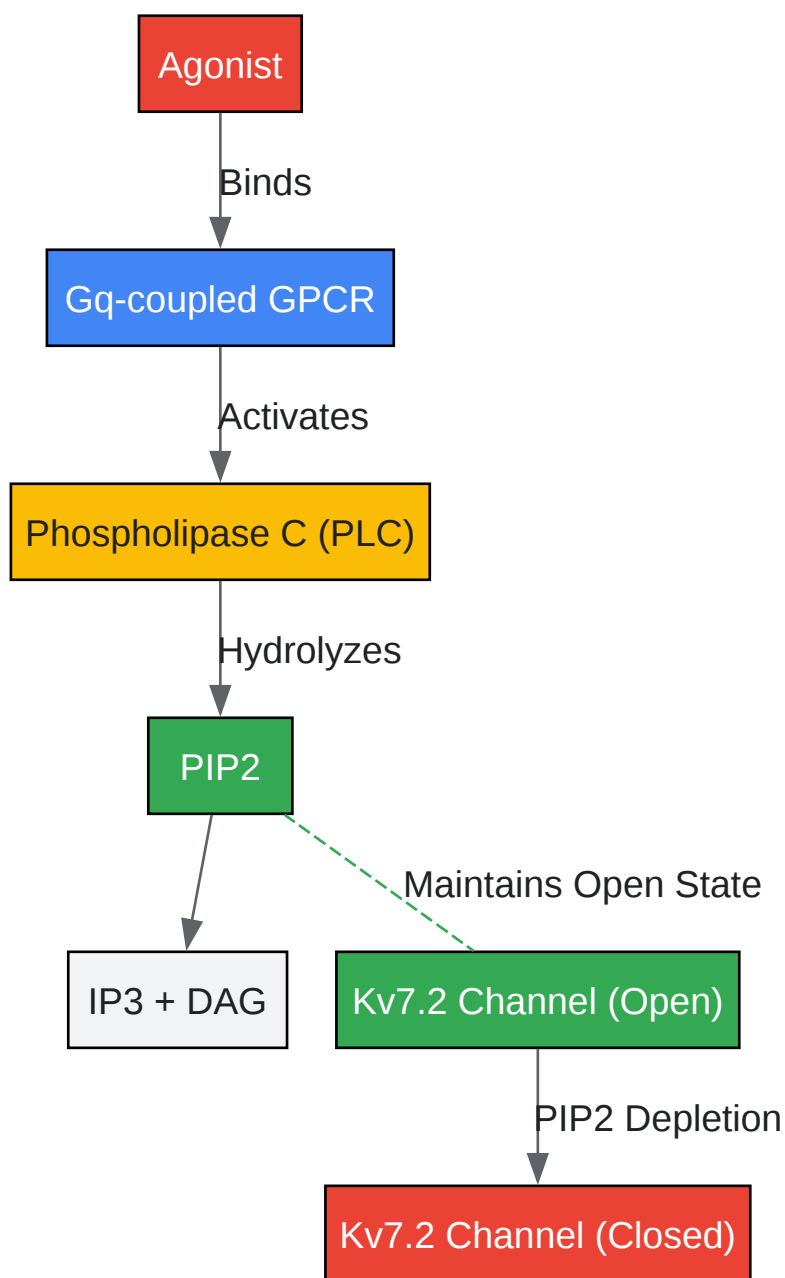 Agonist
Binds
Gq-coupled GPCR
Activates
Phospholipase C (PLC)
Hydrolyzes
PIP2
Maintains Open State
IP3 + DAG
Kv7.2 Channel (Open)
PIP2 Depletion
Kv7.2 Channel (Closed)